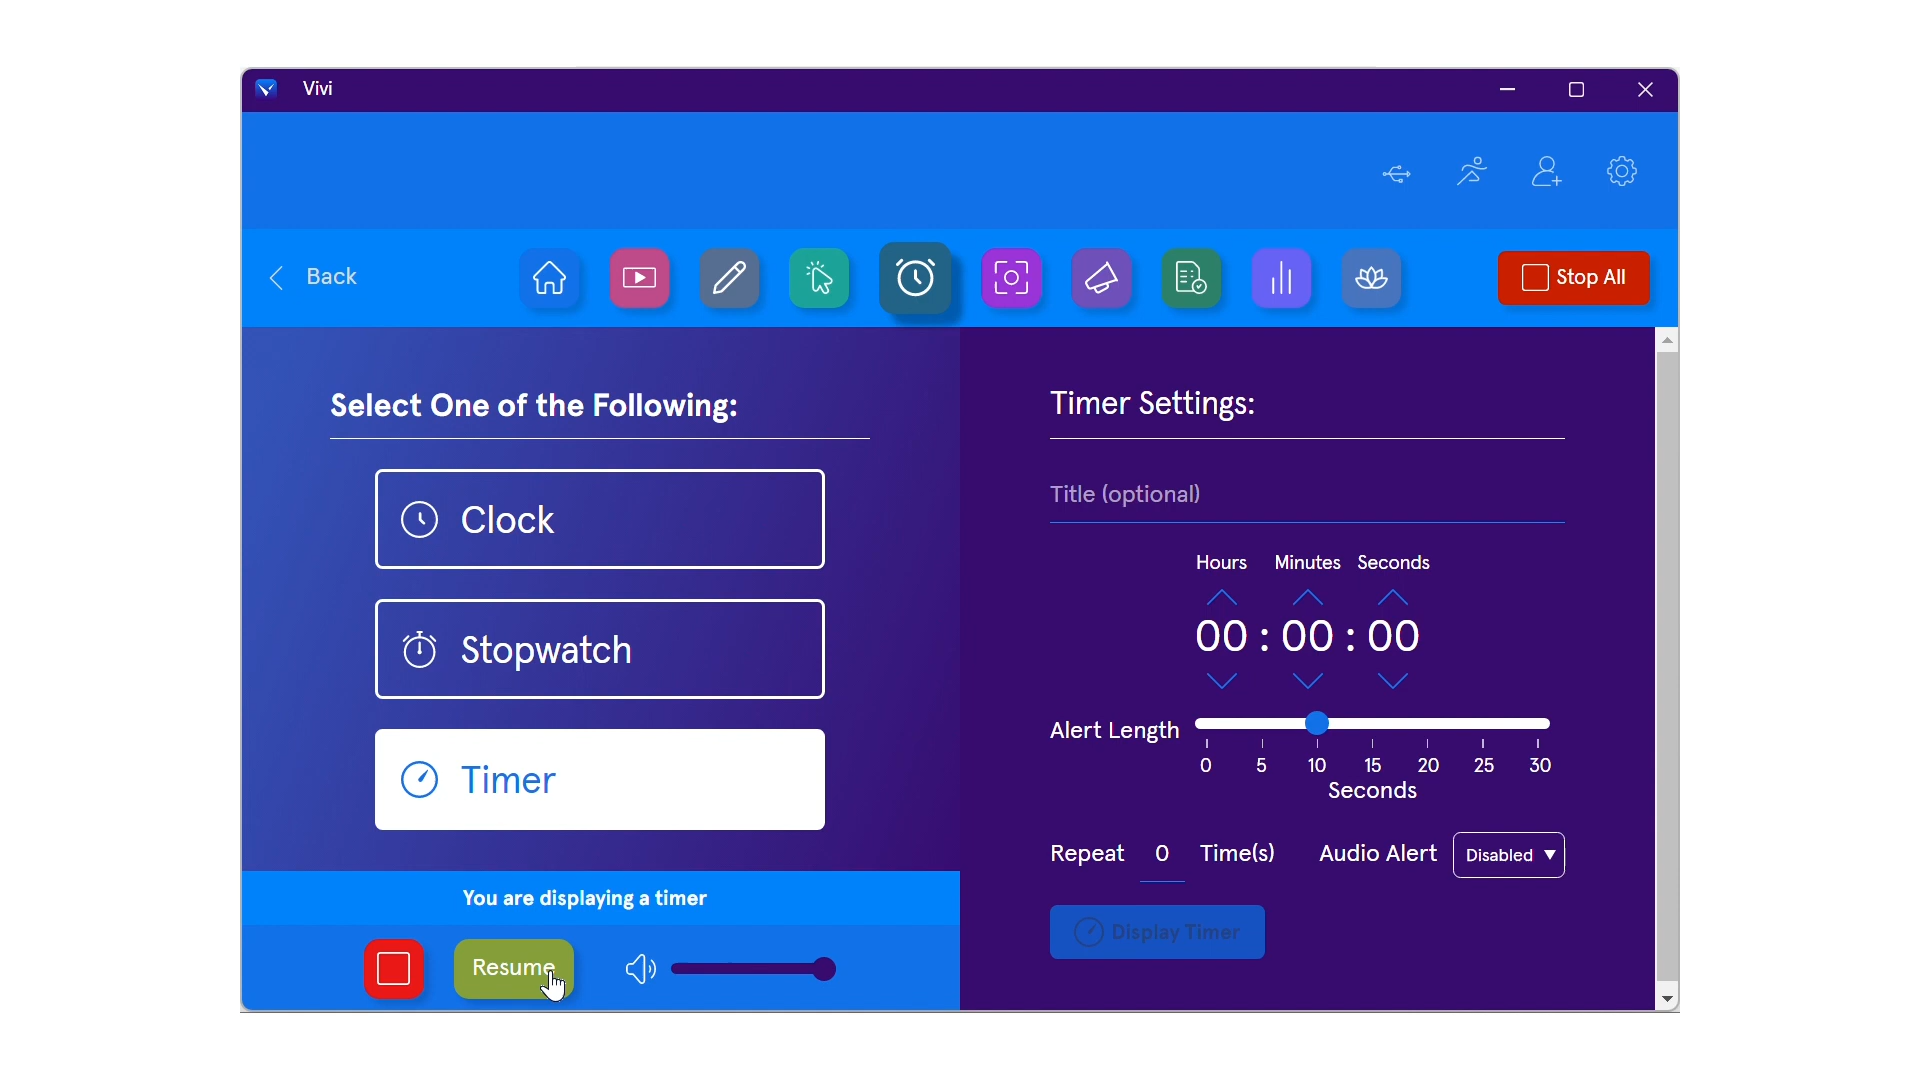 Vivi
Back
Stop All
Select One of the Following:
Clock
Stopwatch
Timer
You are displaying a timer
Resume
Timer Settings:
Title (optional)
Hours Minutes Seconds
00 : 00 : 00
Alert Length
0 5 10 15 20 25 30
Seconds
Repeat 0 Time(s) Audio Alert Disabled
Display Timer